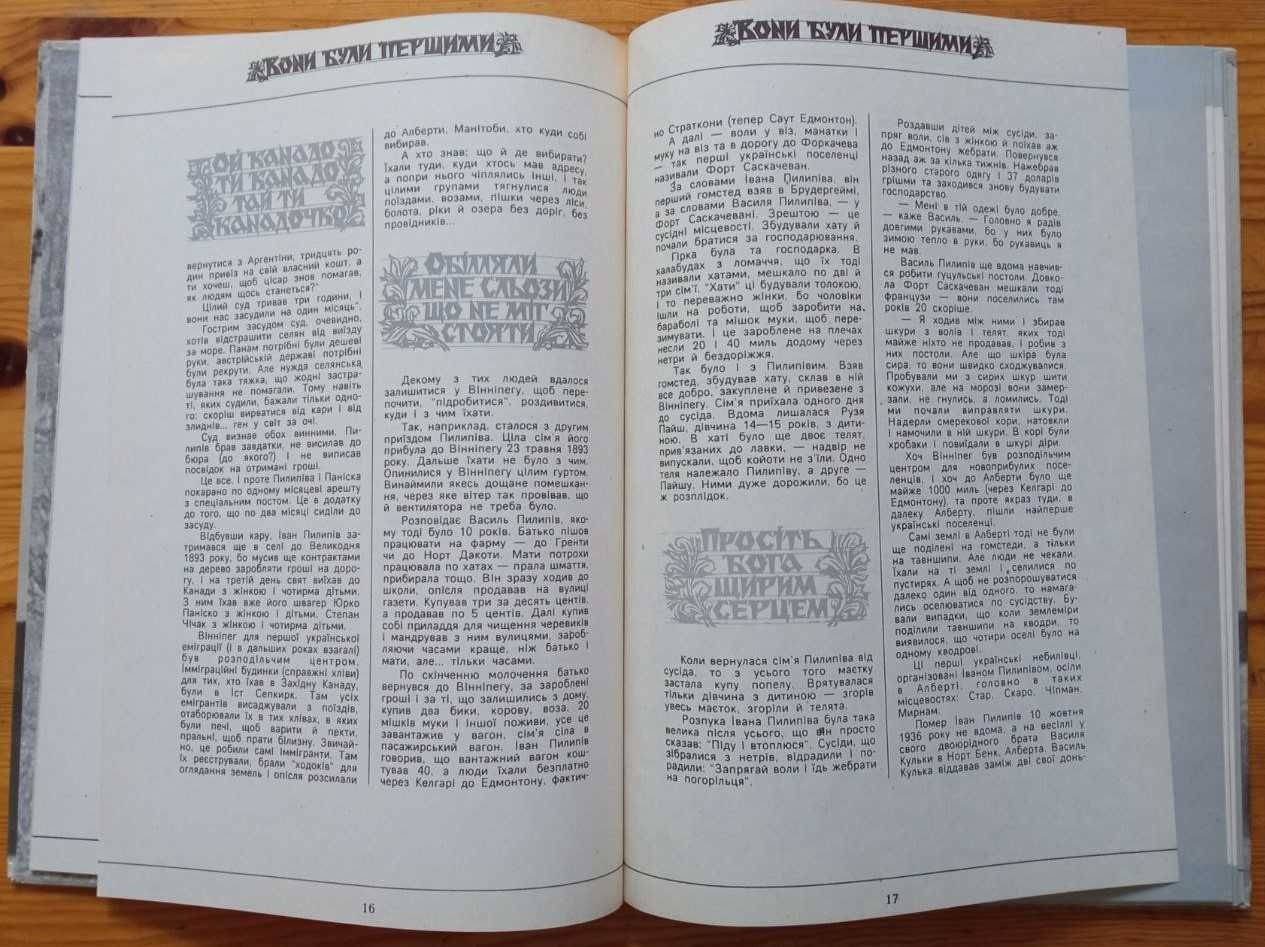 ВОНИ БУЛИ ПЕРШИМИ
ОЙ КАНАДО
ТИ КАНАДО
ТАЙ ТИ
КАНАДОЧКО
вернутися з Аргентіни, тридцять ро-
дин привіз на свій власний кошт, а
ти хочеш, щоб цісар знов помагав,
як людям щось станеться?"
Цілий суд тривав три години, і
вони нас засудили на один місяць".
Гострим засудом суд, очевидно,
хотів відстрашити селян від виїзду
за море. Панам потрібні були дешеві
руки, австрійській державі потрібні
були рекрути. Але нужда селянська
була така тяжка, що жодні застра-
шування не помагали. Тому навіть
ті, яких судили, бажали тільки одно-
го: скоріш вирватися від кари і від
злиднів... ген у світ за очі.
Суд визнав обох винними. Пи-
липів брав завдатки, не висилав до
бюра (до якого?) і не виписав
посвідок на отримані гроші.
Це все. І проте Пилипіва і Паніска
покарано по одному місяцеві арешту
з спеціальним постом. Це в додатку
до того, що по два місяці сиділи до
засуду.
Відбувши кару, Іван Пилипів за-
тримався ще в селі до Великодня
1893 року, бо мусив ще контрактами
на дерево заробляти гроші на доро-
гу, і на третій день свят виїхав до
Канади з жінкою і чотирма дітьми.
З ним їхав вже його швагер Юрко
Паніско з жінкою і дітьми, Степан
Чічак з жінкою і чотирма дітьми.
Вінніпег для першої української
еміграції (і в дальших роках взагалі)
був розподільчим центром.
Імміграційні будинки (справжні хліви)
для тих, хто їхав в Західну Канаду,
були в Іст Селкирк. Там усіх
емігрантів висаджували з поїздів,
отаборювали їх в тих хлівах, в яких
були печі, щоб варити й пекти,
пральні, щоб прати білизну. Звичай-
но, це робили самі імміґранти. Там
їх реєстрували, брали "ходоків" для
оглядання земель і опісля розсилали
до Алберти, Манітоби, хто куди собі
вибирав.
А хто знав: що й де вибирати?
Їхали туди, куди хтось мав адресу,
а попри нього чіплялись інші, і так
цілими групами тягнулися люди
поїздами, возами, пішки через ліси,
болота, ріки й озера без доріг, без
провідників...
ОБІЛЛЯЛИ
МЕНЕ СЛЬОЗИ
ЩО НЕ МІГ
СТОЯТИ
Декому з тих людей вдалося
залишитися у Вінніпегу, щоб пере-
почити, "підробитися", роздивитися,
куди і з чим їхати.
Так, наприклад, сталося з другим
приїздом Пилипіва. Ціла сім'я його
прибула до Вінніпегу 23 травня 1893
року. Дальше їхати не було з чим.
Опинилися у Вінніпегу цілим гуртом.
Винаймили якесь дощане помешкан-
ня, через яке вітер так провівав, що
й вентилятора не треба було.
Розповідає Василь Пилипів, яко-
му тоді було 10 років. Батько пішов
працювати на фарму — до Гренти
чи до Норт Дакоти. Мати потрохи
працювала по хатах — прала шмаття,
прибирала тощо. Він зразу ходив до
школи, опісля продавав на вулиці
газети. Купував три за десять центів,
а продавав по 5 центів. Далі купив
собі приладдя для чищення черевиків
і мандрував з ним вулицями, зароб-
ляючи часами краще, ніж батько і
мати, але... тільки часами.
По скінченню молочення батько
вернувся до Вінніпегу, за зароблені
гроші і за ті, що залишились з дому,
купив два бики, корову, воза, 20
мішків муки і іншої поживи, усе це
завантажив у вагон, сім'я сіла в
пасажирський вагон. Іван Пилипів
говорив, що вантажний вагон кош-
тував 40, а люди їхали безплатно
через Келгарі до Едмонтону, фактич-
16
ВОНИ БУЛИ ПЕРШИМИ
но Страткони (тепер Саут Едмонтон).
А далі — воли у віз, манатки і
муку на віз та в дорогу до Форкачева
— так перші українські поселенці
називали Форт Саскачеван.
За словами Івана Пилипіва, він
перший гомстед взяв в Брудергеймі,
а за словами Василя Пилипіва, — у
Форт Саскачевані. Зрештою — це
сусідні місцевості. Збудували хату й
почали братися за господарювання.
Гірка була та господарка. В
халабудах з ломаччя, що їх тоді
називали хатами, мешкало по дві й
три сім'ї. "Хати" ці будували толокою,
і то переважно жінки, бо чоловіки
ішли на роботи, щоб заробити на
бараболі та мішок муки, щоб пере-
зимувати. І це зароблене на плечах
несли 20 і 40 миль додому через
нетри й бездоріжжя.
Так було і з Пилипівим. Взяв
гомстед, збудував хату, склав в ній
все добро, закуплене й привезене з
Вінніпегу. Сім'я приїхала одного дня
до сусіда. Вдома лишалася Рузя
Пайш, дівчина 14—15 років, з дити-
ною. В хаті було ще двоє телят,
прив'язаних до лавки, — надвір не
випускали, щоб койоти не з'їли. Одно
теля належало Пилипіву, а друге —
Пайшу. Ними дуже дорожили, бо це
ж розплідок.
ПРОСІТЬ
БОГА
ЩИРИМ
СЕРЦЕМ
Коли вернулася сім'я Пилипіва від
сусіда, то з усього того маєтку
застала купу попелу. Врятувалася
тільки дівчина з дитиною — згорів
увесь маєток, згоріли й телята.
Розпука Івана Пилипіва була така
велика після усього, що він просто
сказав: "Піду і втоплюся". Сусіди, що
зібралися з нетрів, відрадили і по-
радили: "Запрягай воли і їдь жебрати
на погорільця".
Роздавши дітей між сусіди, за-
пряг воли, сів з жінкою й поїхав аж
до Едмонтону жебрати. Повернувся
назад аж за кілька тижнів. Нажебрав
різного старого одягу і 37 доларів
грішми та заходився знову будувати
господарство.
— Мені в тій одежі було добре,
— каже Василь. — Головно я радів
довгими рукавами, бо у них було
зимою тепло в руки, бо рукавиць я
не мав.
Василь Пилипів ще вдома навчив-
ся робити гуцульські постоли. Довко-
ла Форт Саскачеван мешкали тоді
французи — вони поселились там
років 20 скоріше.
— Я ходив між ними і збирав
шкури з волів і телят, яких тоді
майже ніхто не продавав, і робив з
них постоли. Але що шкіра була
сира, то вони швидко сходжувалися.
Пробували ми з сирих шкур шити
кожухи, але на морозі вони замер-
зали, не гнулись, а ломились. Тоді
ми почали виправляти шкури.
Надерли смерекової кори, натовкли
і намочили в ній шкури. В корі були
хробаки і повиїдали в шкурі діри.
Хоч Вінніпег був розподільчим
центром для новоприбулих посе-
ленців, і хоч до Алберти було ще
майже 1000 миль (через Келгарі до
Едмонтону), та проте якраз туди, в
далеку Алберту, пішли найперше
українські поселенці.
Самі землі в Алберті тоді не були
ще поділені на гомстеди, а тільки
на тавншипи. Але люди не чекали,
їхали на ті землі і селилися по
пустирях. А щоб не розпорошуватися
далеко один від одного, то намага-
лись оселюватися по сусідству. Бу-
вали випадки, що коли землеміри
поділили тавншипи на кводри, то
виявилося, що чотири оселі було на
одному кводрові.
Ці перші українські небилівці,
організовані Іваном Пилипівом, осіли
в Алберті, головно в таких
місцевостях: Стар, Скаро, Чіпман,
Мирнам.
Помер Іван Пилипів 10 жовтня
1936 року не вдома, а на весіллі у
свого двоюрідного брата Василя
Кульки в Норт Бенк, Алберта. Василь
Кулька віддавав заміж дві свої донь-
17